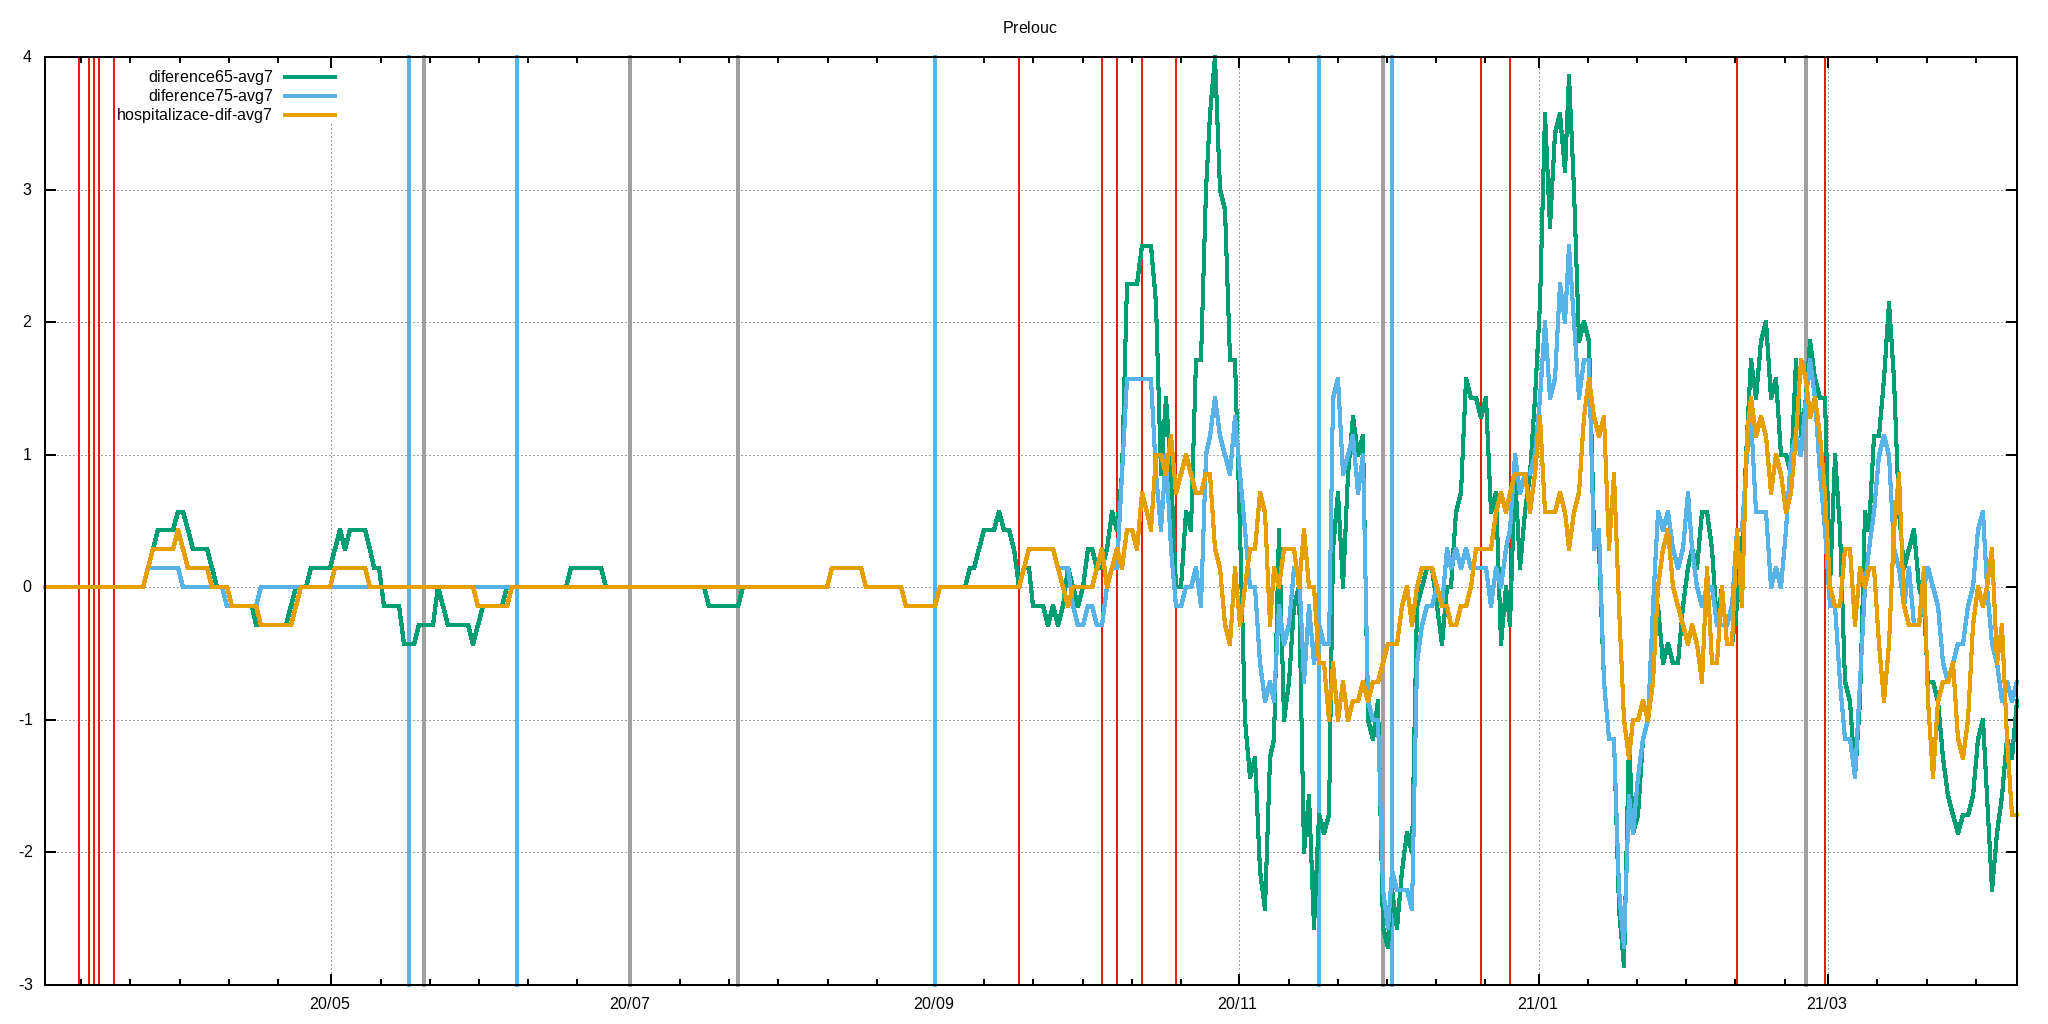 Prelouc
4
3
2
1
0
-1
-2
-3
diference65-avg7
diference75-avg7
hospitalizace-dif-avg7
20/05 20/07 20/09 20/11 21/01 21/03